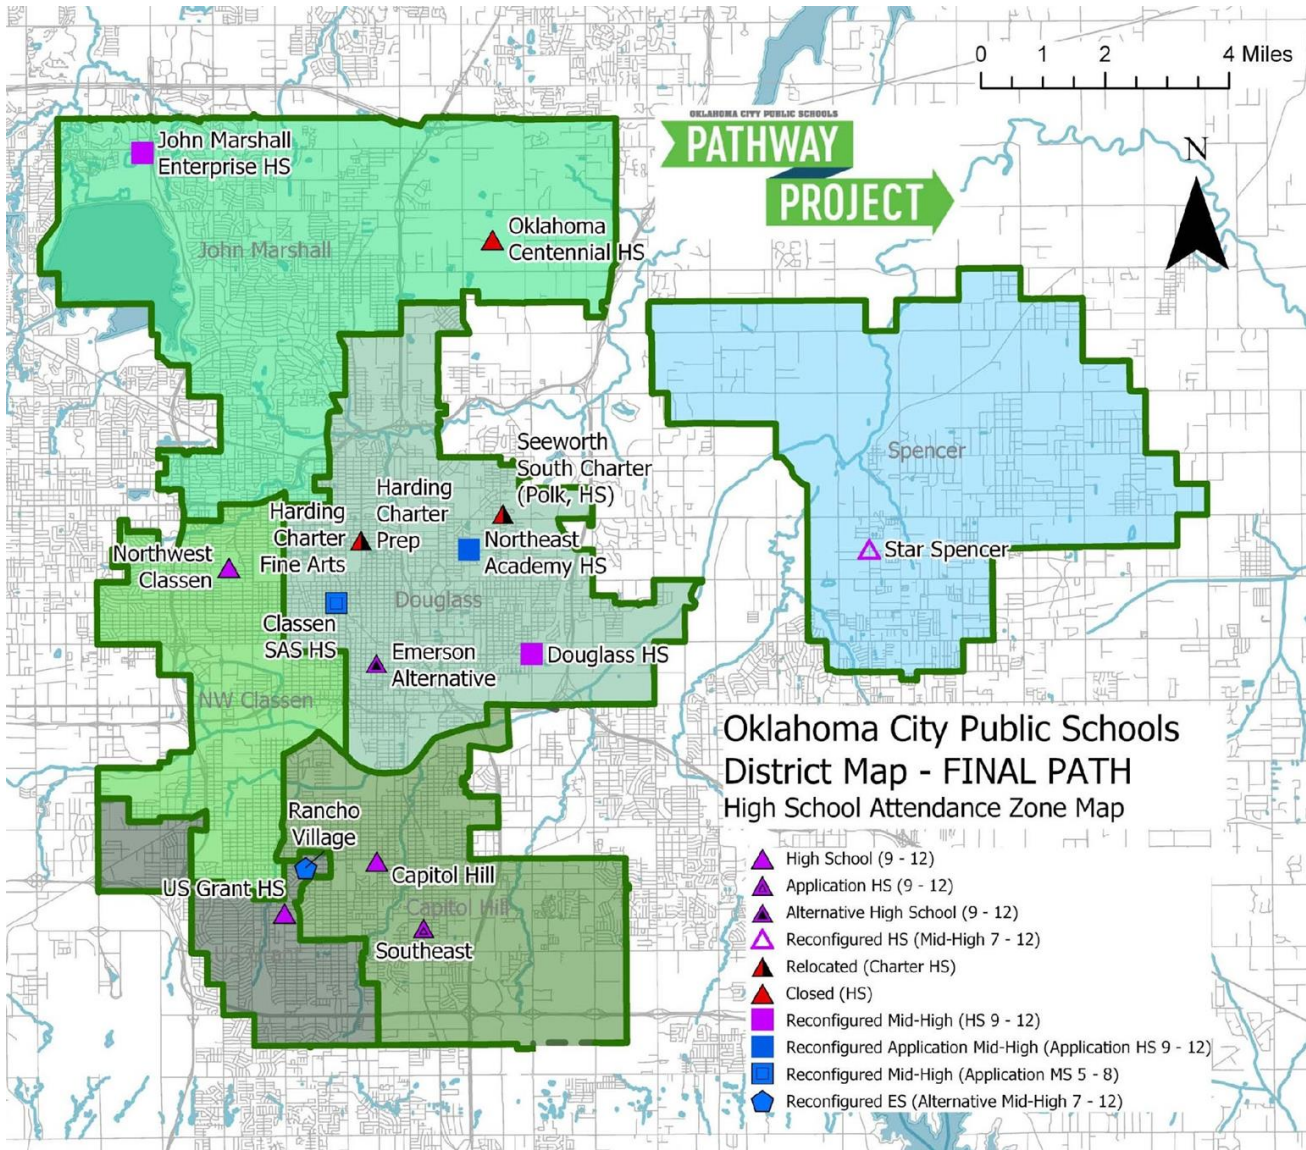 0 1 2 4 Miles
OKLAHOMA CITY PUBLIC SCHOOLS
PATHWAY
PROJECT
N
John Marshall
Enterprise HS
Oklahoma
Centennial HS
John Marshall
Seeworth
South Charter
(Polk, HS)
Spencer
Harding
Charter
Prep
Harding
Charter
Fine Arts
Northwest
Classen
Northeast
Academy HS
Star Spencer
Douglass
Classen
SAS HS
Emerson
Alternative
Douglass HS
NW Classen
Rancho
Village
US Grant HS
Capitol Hill
Capitol Hill
Southeast
Oklahoma City Public Schools
District Map - FINAL PATH
High School Attendance Zone Map
High School (9 - 12)
Application HS (9 - 12)
Alternative High School (9 - 12)
Reconfigured HS (Mid-High 7 - 12)
Relocated (Charter HS)
Closed (HS)
Reconfigured Mid-High (HS 9 - 12)
Reconfigured Application Mid-High (Application HS 9 - 12)
Reconfigured Mid-High (Application MS 5 - 8)
Reconfigured ES (Alternative Mid-High 7 - 12)